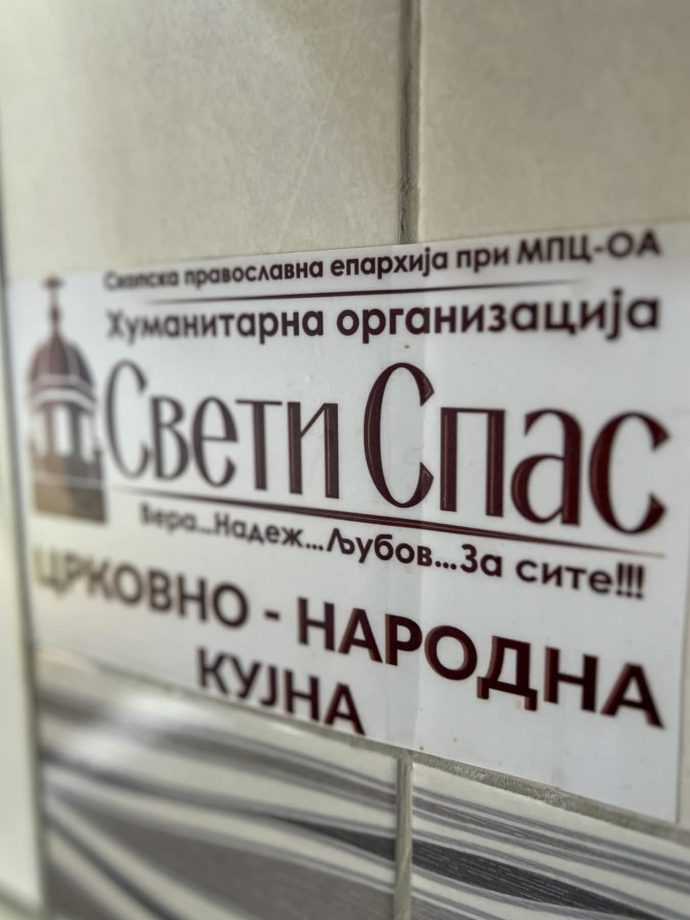 Скопска православна епархија при МПЦ-ОА
Хуманитарна организација
Свети Спас
Вера...Надеж...Љубов...За сите!!!
ЦРКОВНО - НАРОДНА
КУЈНА